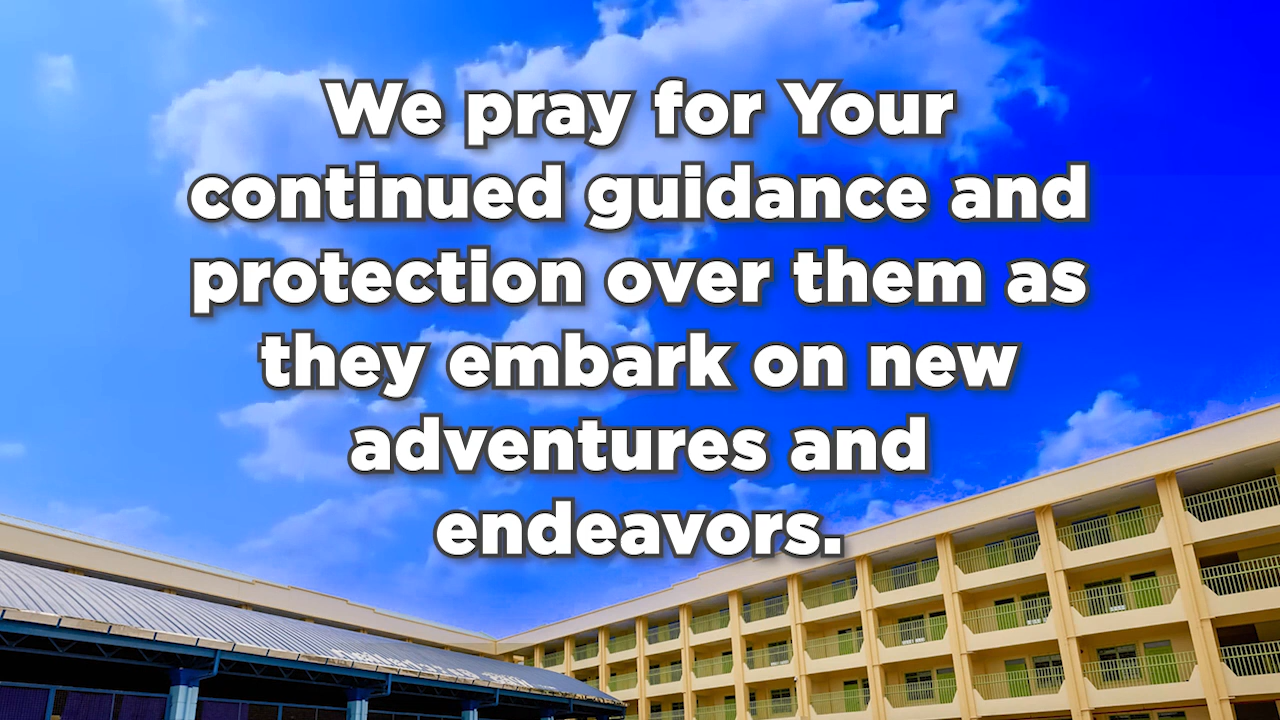 We pray for Your
continued guidance and
protection over them as
they embark on new
adventures and
endeavors.